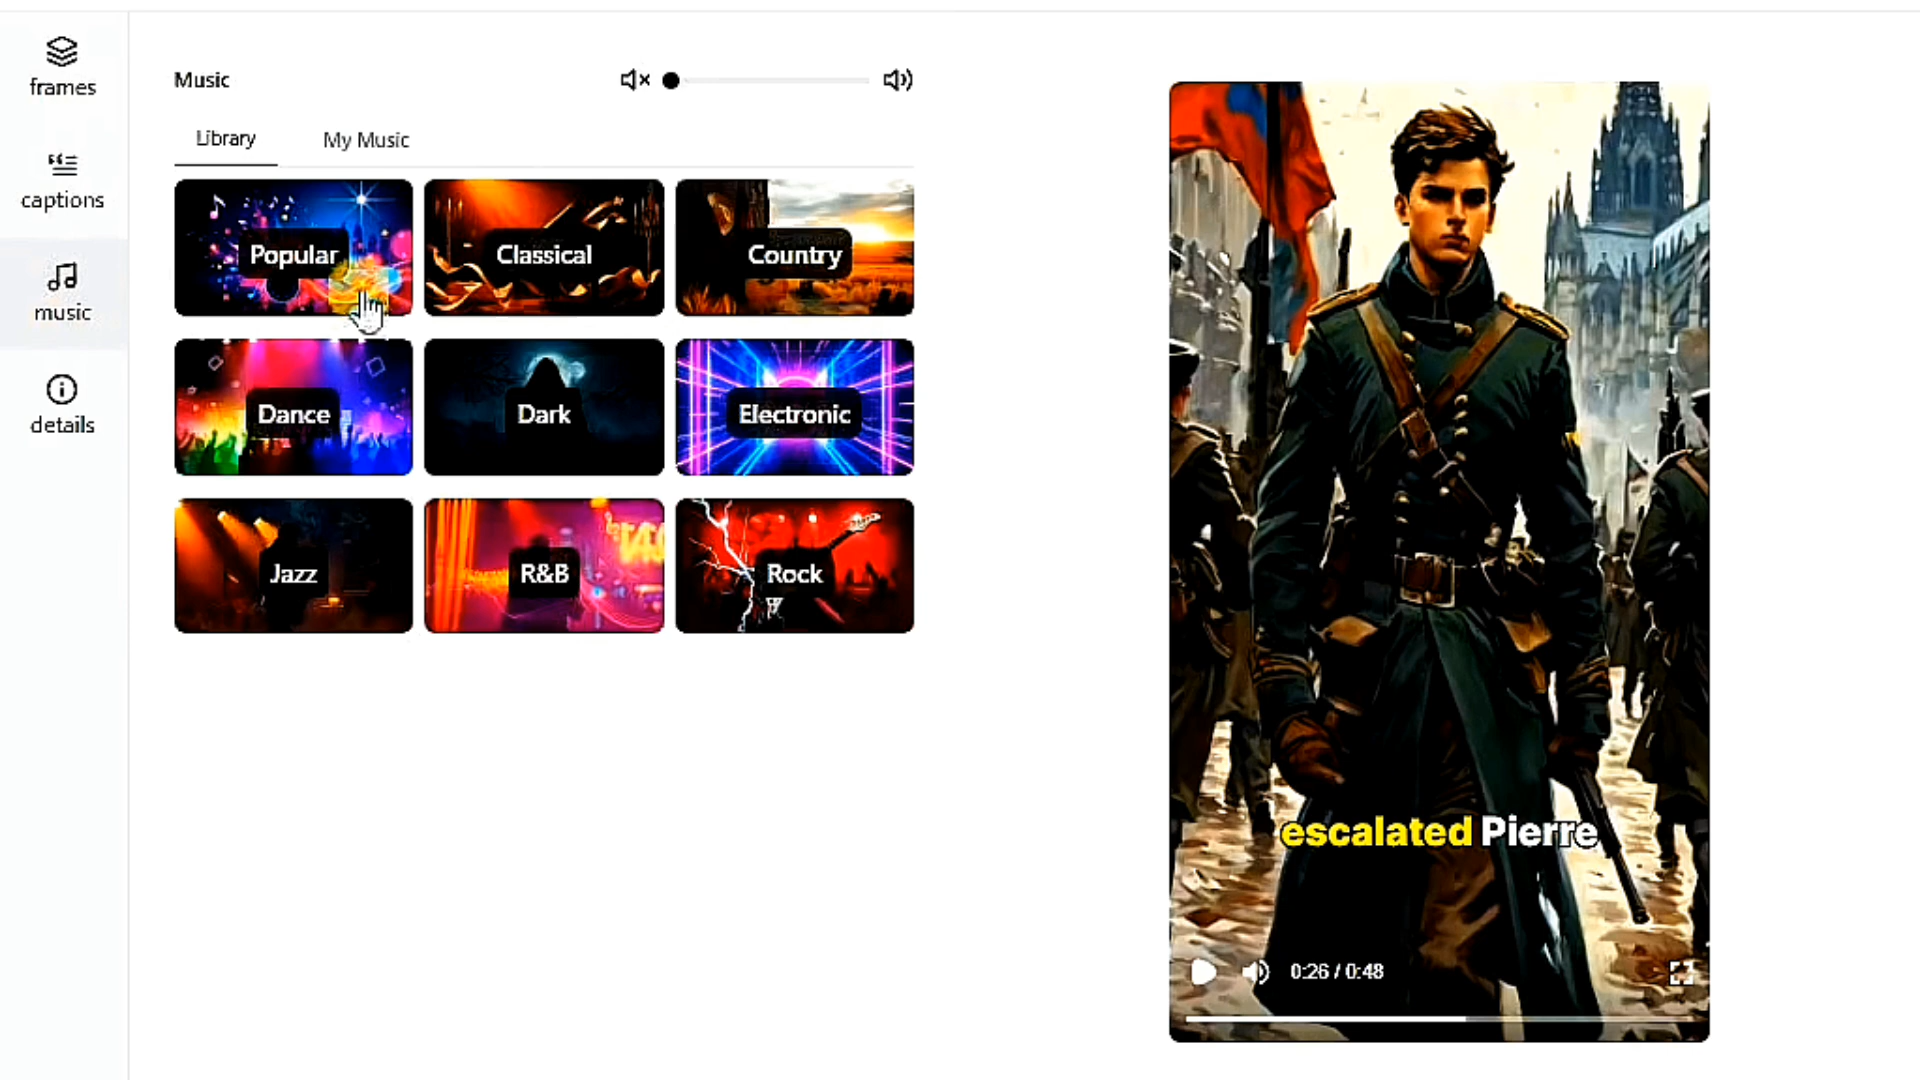 frames
captions
music
details
Music
Library
My Music
Popular
Classical
Country
Dance
Dark
Electronic
Jazz
R&B
Rock
escalated Pierre
0:26 / 0:48